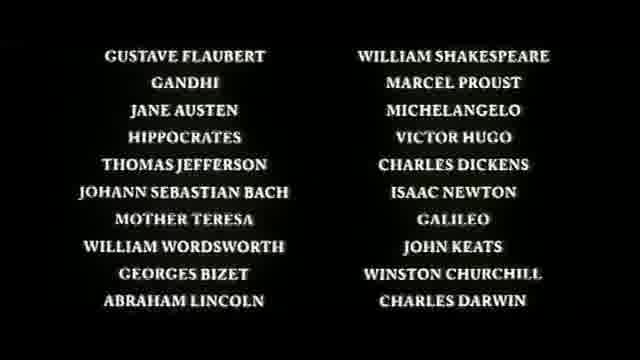 GUSTAVE FLAUBERT
WILLIAM SHAKESPEARE
GANDHI
MARCEL PROUST
JANE AUSTEN
MICHELANGELO
HIPPOCRATES
VICTOR HUGO
THOMAS JEFFERSON
CHARLES DICKENS
JOHANN SEBASTIAN BACH
ISAAC NEWTON
MOTHER TERESA
GALILEO
WILLIAM WORDSWORTH
JOHN KEATS
GEORGES BIZET
WINSTON CHURCHILL
ABRAHAM LINCOLN
CHARLES DARWIN